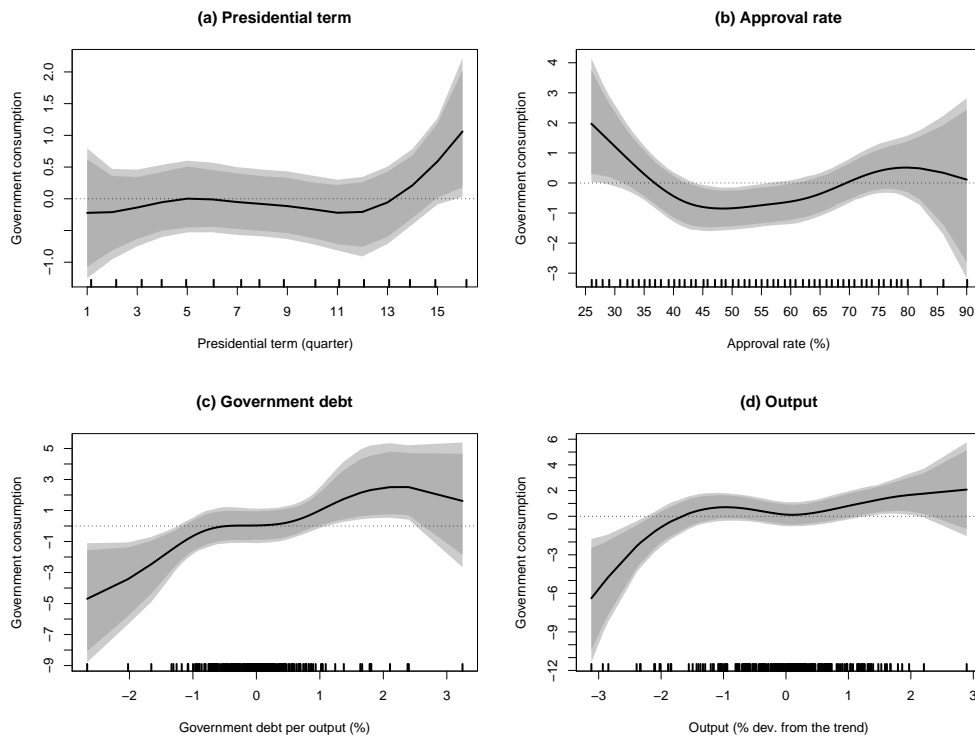 (a) Presidential term
Government consumption
2.0
1.5
1.0
0.5
0.0
−1.0
1 3 5 7 9 11 13 15
Presidential term (quarter)
(b) Approval rate
Government consumption
4
3
2
1
0
−1
−3
25 30 35 40 45 50 55 60 65 70 75 80 85 90
Approval rate (%)
(c) Government debt
Government consumption
5
3
1
−1
−3
−5
−7
−9
−2 −1 0 1 2 3
Government debt per output (%)
(d) Output
Government consumption
6
4
2
0
−3
−6
−9
−12
−3 −2 −1 0 1 2 3
Output (% dev. from the trend)